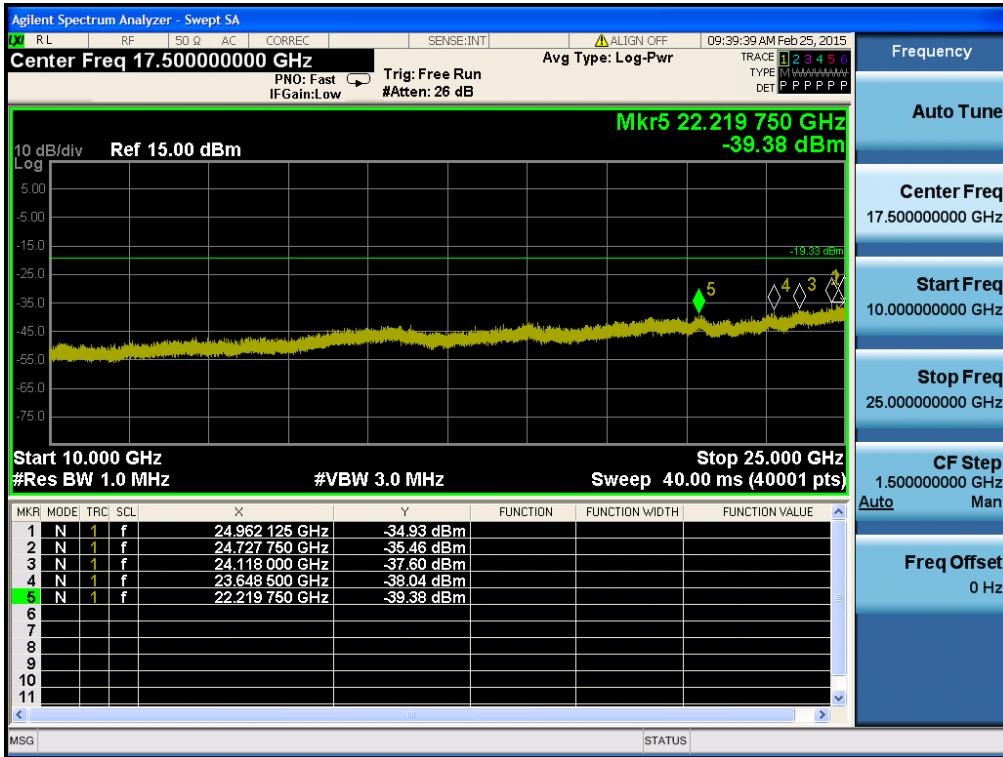 Agilent Spectrum Analyzer - Swept SA
LXI RL RF 50 Ω AC CORREC SENSE:INT ALIGN OFF 09:39:39 AM Feb 25, 2015
Center Freq 17.500000000 GHz
PNO: Fast
IFGain:Low
Trig: Free Run
#Atten: 26 dB
Avg Type: Log-Pwr
TRACE 1 2 3 4 5 6
TYPE M
DET P P P P P P
Mkr5 22.219 750 GHz
-39.38 dBm
10 dB/div Ref 15.00 dBm
Log
5.00
-5.00
-15.0
-19.33 dBm
-25.0
-35.0
-45.0
-55.0
-65.0
-75.0
5
4
3
Start 10.000 GHz Stop 25.000 GHz
#Res BW 1.0 MHz #VBW 3.0 MHz Sweep 40.00 ms (40001 pts)
MKR MODE TRC SCL X Y FUNCTION FUNCTION WIDTH FUNCTION VALUE
1 N 1 f 24.962 125 GHz -34.93 dBm
2 N 1 f 24.727 750 GHz -35.46 dBm
3 N 1 f 24.118 000 GHz -37.60 dBm
4 N 1 f 23.648 500 GHz -38.04 dBm
5 N 1 f 22.219 750 GHz -39.38 dBm
6
7
8
9
10
11
MSG STATUS
Frequency
Auto Tune
Center Freq
17.500000000 GHz
Start Freq
10.000000000 GHz
Stop Freq
25.000000000 GHz
CF Step
1.500000000 GHz
Auto Man
Freq Offset
0 Hz